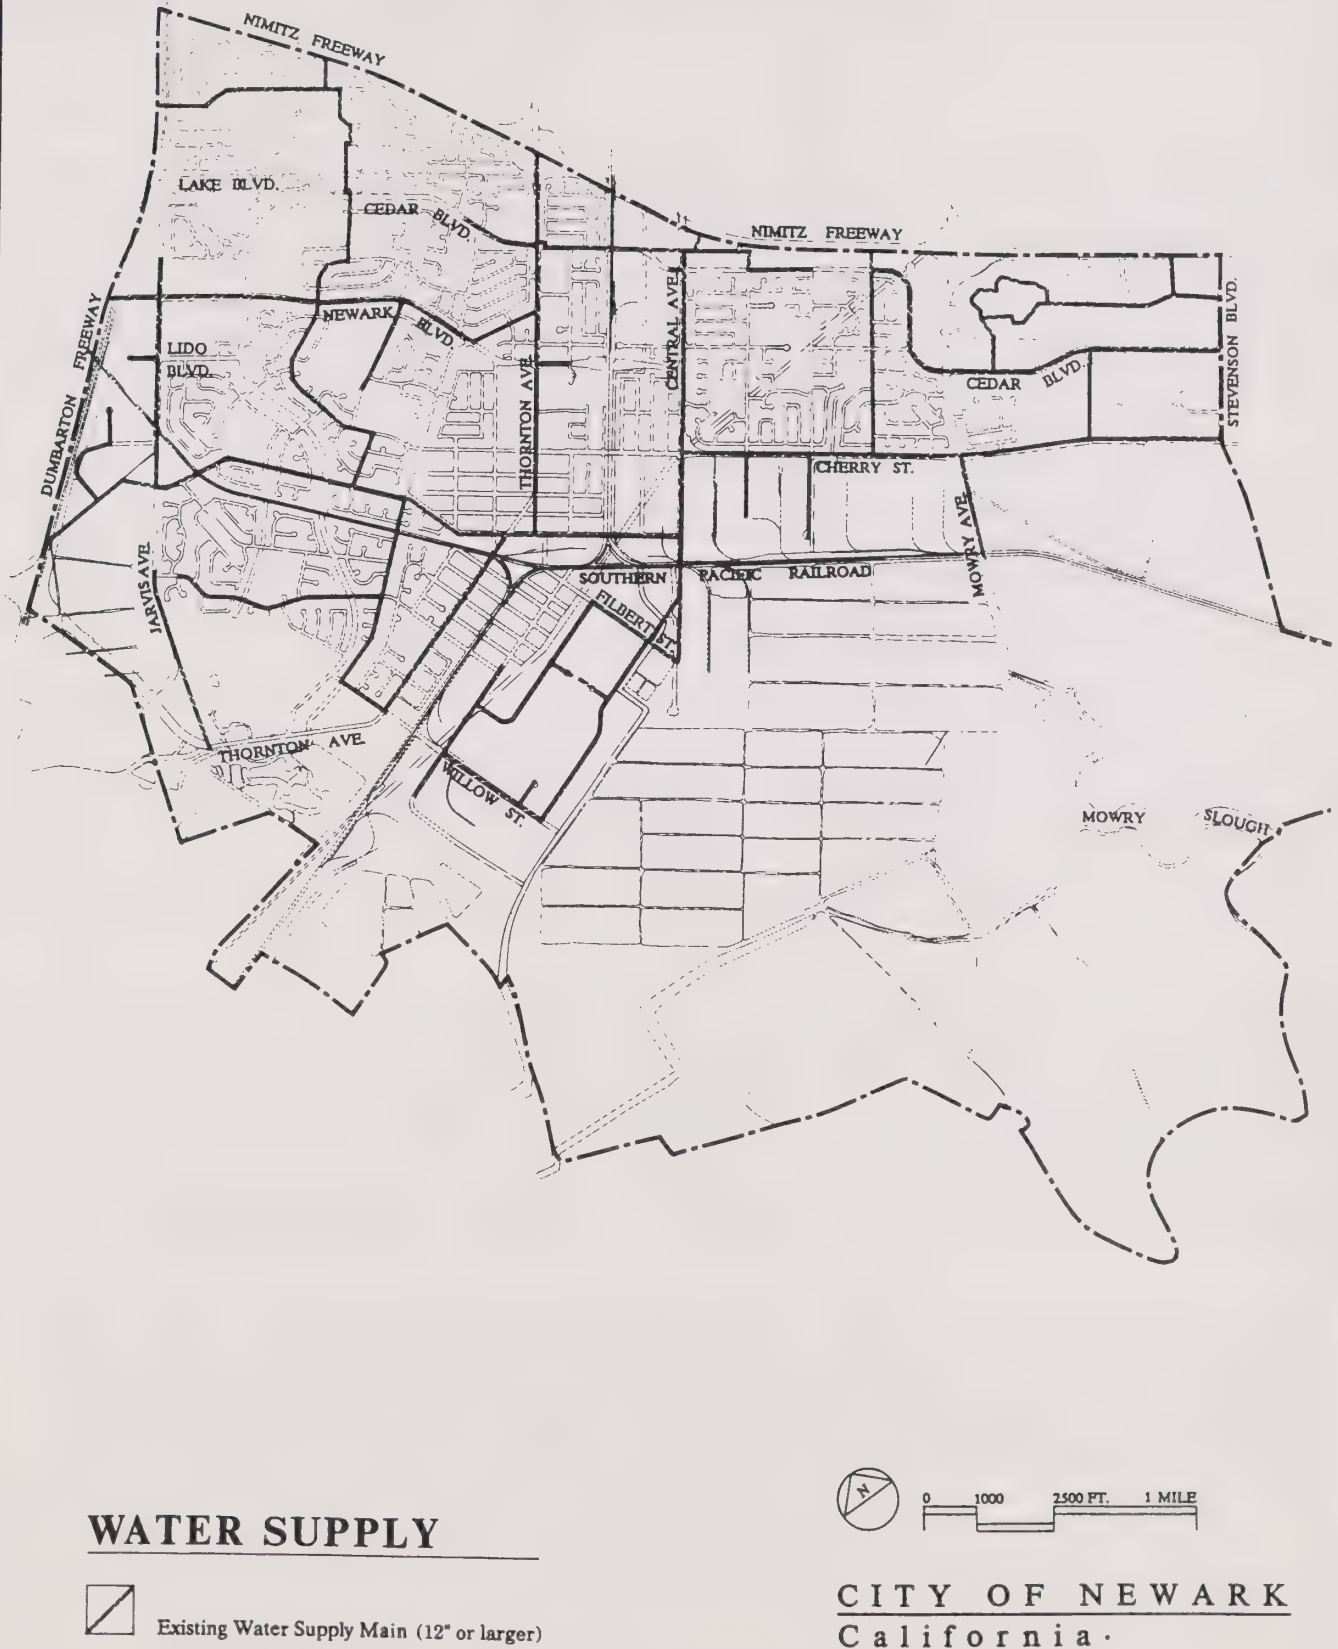 NIMITZ FREEWAY
LAKE BLVD.
CEDAR BLVD.
NIMITZ FREEWAY
DUMBARTON FREEWAY
NEWARK BLVD.
LIDO
BLVD.
THORNTON AVE.
CENTRAL AVE.
CEDAR BLVD.
STEVENSON BLVD.
CHERRY ST.
MOWRY AVE.
JARVIS AVE.
SOUTHERN PACIFIC RAILROAD
FILBERT ST.
THORNTON AVE.
WILLOW ST.
MOWRY SLOUGH
N
0 1000 2500 FT. 1 MILE
WATER SUPPLY
Existing Water Supply Main (12" or larger)
CITY OF NEWARK
California